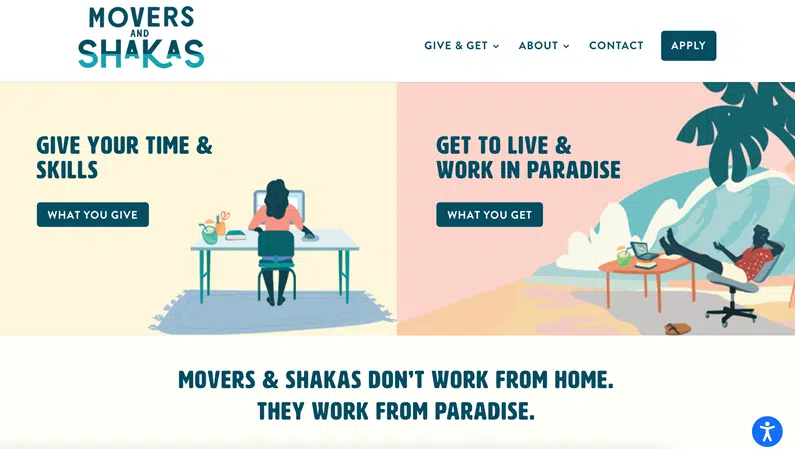 MOVERS
AND
SHAKAS
GIVE & GET
ABOUT
CONTACT
APPLY
GIVE YOUR TIME &
SKILLS
WHAT YOU GIVE
GET TO LIVE &
WORK IN PARADISE
WHAT YOU GET
MOVERS & SHAKAS DON'T WORK FROM HOME.
THEY WORK FROM PARADISE.